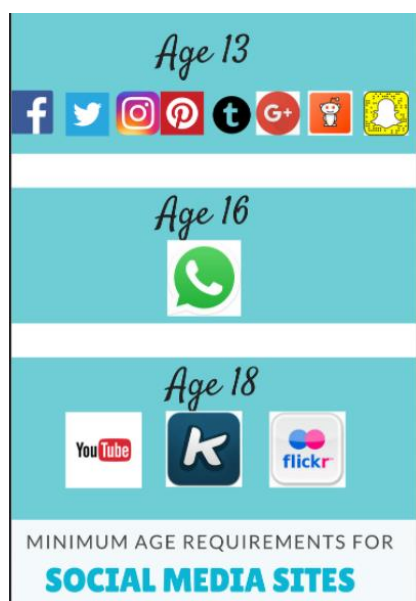 Age 13
f t G+
Age 16
Age 18
YouTube k flickr
MINIMUM AGE REQUIREMENTS FOR
SOCIAL MEDIA SITES